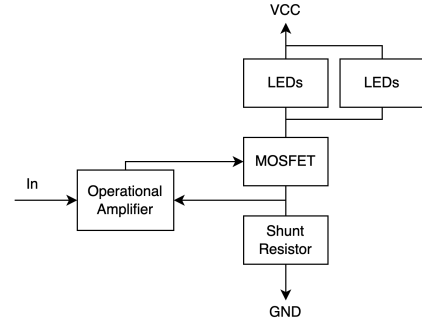 VCC
LEDs
LEDs
MOSFET
In
Operational
Amplifier
Shunt
Resistor
GND